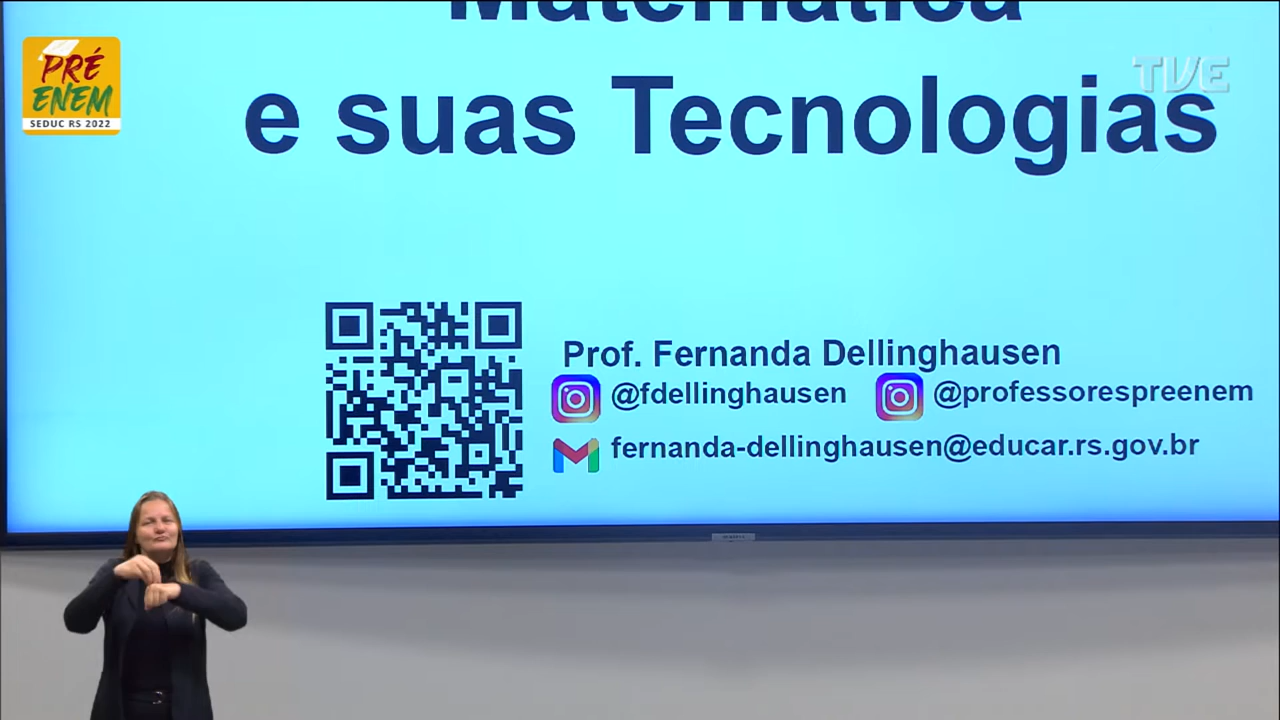 Matemática
e suas Tecnologias
PRÉ
ENEM
SEDUC RS 2022
TVE
Prof. Fernanda Dellinghausen
@fdellinghausen @professorespreenem
fernanda-dellinghausen@educar.rs.gov.br